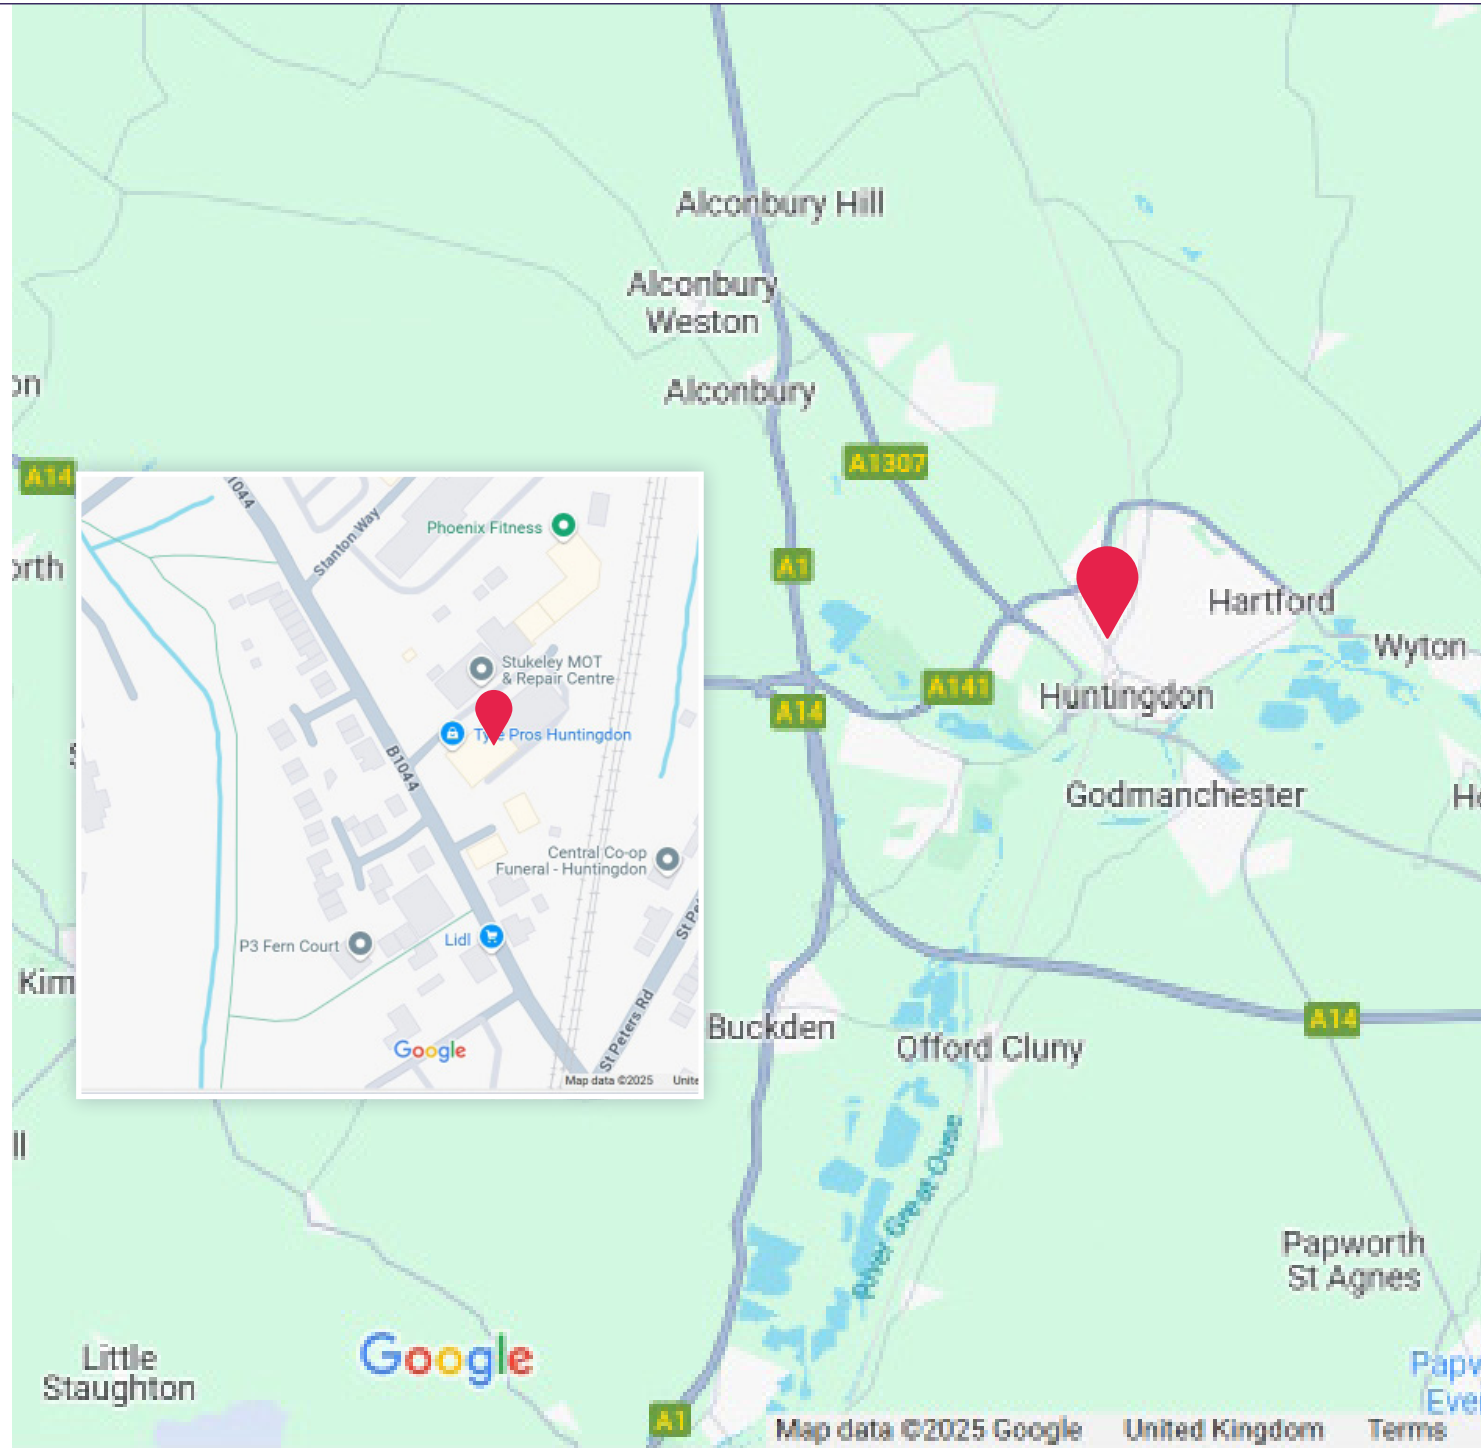 Alconbury Hill
Alconbury
Weston
Alconbury
A1307
A14
A1
Hartford
Wyton
A141
Huntingdon
A14
Godmanchester
Buckden
Offord Cluny
A14
River Great Ouse
Papworth
St Agnes
Little
Staughton
A1
Google
Map data ©2025 Google
United Kingdom
Terms
B1044
Stanton Way
Phoenix Fitness
Stukeley MOT
& Repair Centre
Pros Huntingdon
B1044
Central Co-op
Funeral - Huntingdon
P3 Fern Court
Lidl
St Peters Rd
Google
Map data ©2025